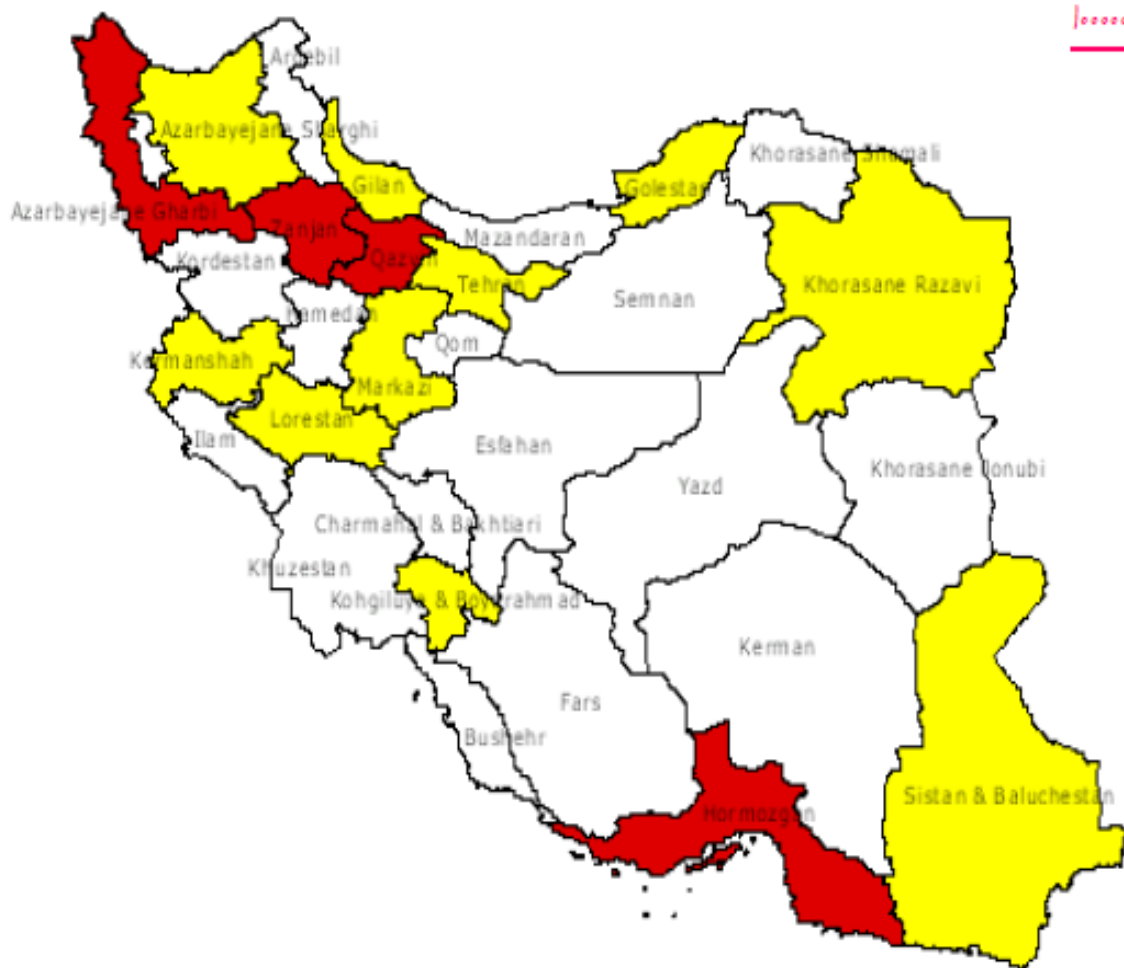 Ardebil
Azarbayejane Sharghi
Khorasane Shomali
Gilan
Golestan
Azarbayejane Gharbi
Zanjan
Mazandaran
Kordestan
Qazvin
Tehran
Khorasane Razavi
Semnan
Hamedan
Qom
Kermanshah
Markazi
Lorestan
Ilam
Esfahan
Khorasane Jonubi
Yazd
Charmahal & Bakhtiari
Khuzestan
Kohgiluya & Boyerahmad
Kerman
Fars
Bushehr
Sistan & Baluchestan
Hormozgan